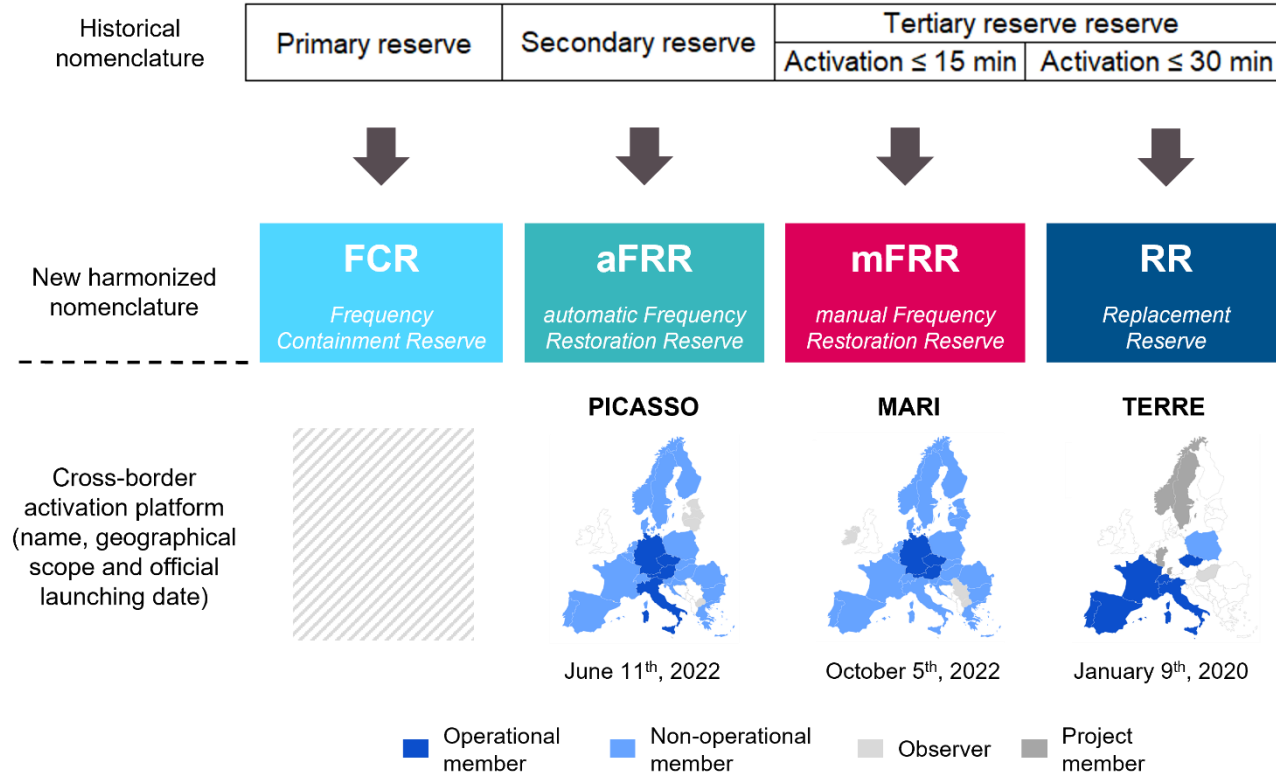 Historical
nomenclature
Primary reserve
Secondary reserve
Tertiary reserve reserve
Activation ≤ 15 min
Activation ≤ 30 min
New harmonized
nomenclature
FCR
Frequency
Containment Reserve
aFRR
automatic Frequency
Restoration Reserve
mFRR
manual Frequency
Restoration Reserve
RR
Replacement
Reserve
Cross-border
activation platform
(name, geographical
scope and official
launching date)
PICASSO
June 11th, 2022
MARI
October 5th, 2022
TERRE
January 9th, 2020
Operational
member
Non-operational
member
Observer
Project
member